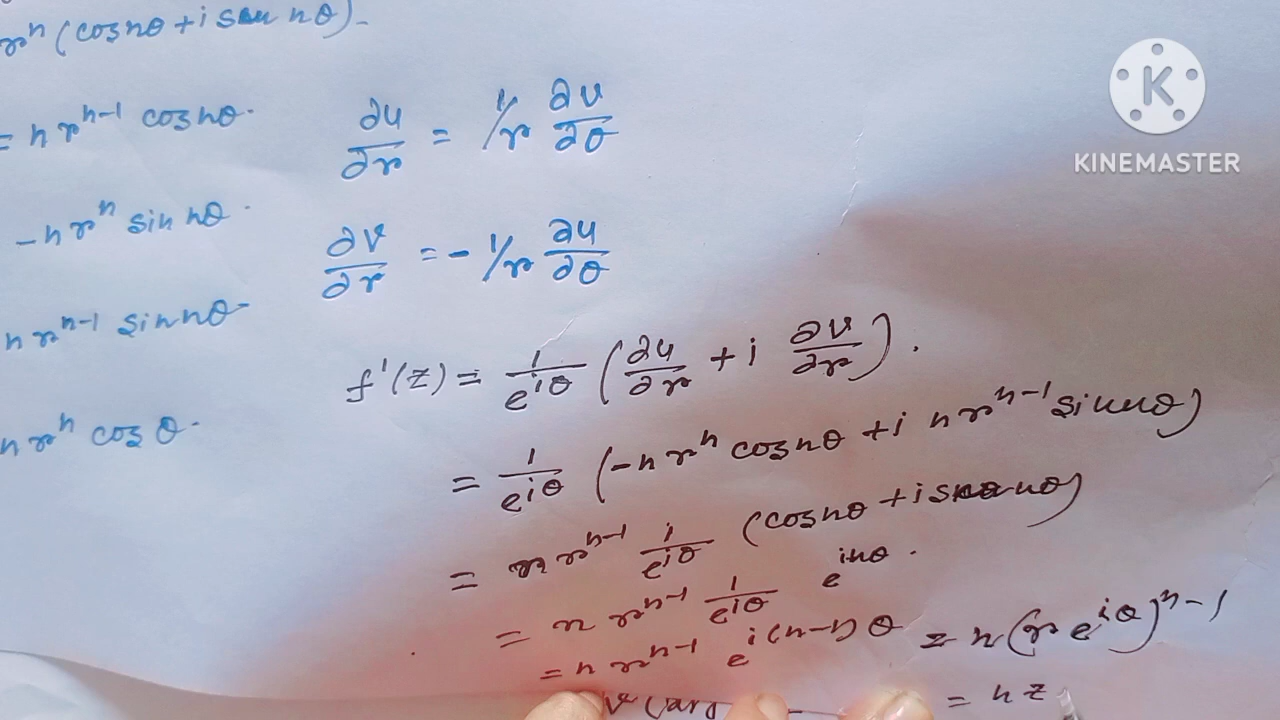 rⁿ (cos nθ + i sin nθ).
= n rⁿ⁻¹ cos nθ.
∂u/∂r = 1/r ∂v/∂θ
-n rⁿ sin nθ.
∂v/∂r = - 1/r ∂u/∂θ
n rⁿ⁻¹ sin nθ
n rⁿ cos θ.
f'(z) = 1/e^{iθ} (∂u/∂r + i ∂v/∂r).
= 1/e^{iθ} (-n rⁿ cos nθ + i n rⁿ⁻¹ sin nθ)
= n rⁿ⁻¹ 1/e^{iθ} (cos nθ + i sin nθ)
= n rⁿ⁻¹ 1/e^{iθ} e^{inθ}.
= n rⁿ⁻¹ e^{i(n-1)θ} = n (r e^{iθ})ⁿ⁻¹
= n z
KINEMASTER